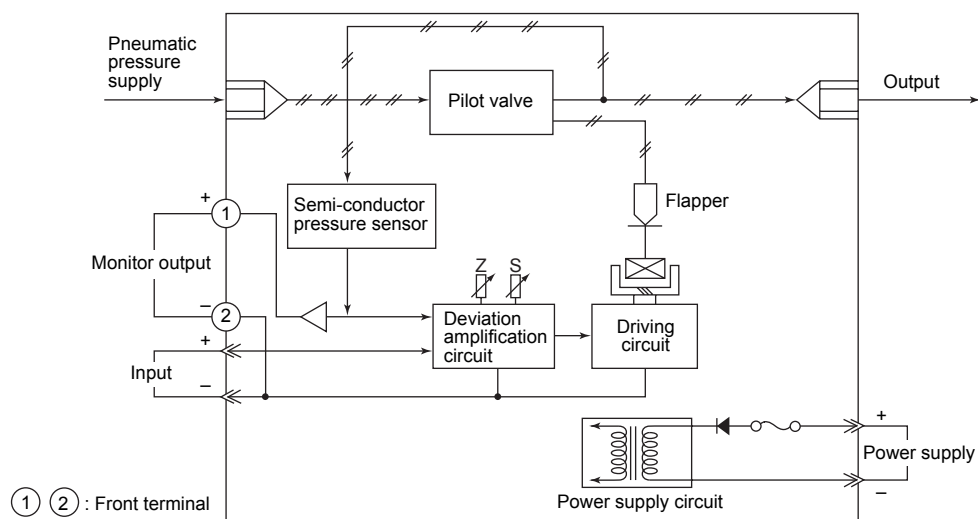 Pneumatic
pressure
supply
Pilot valve
Output
Semi-conductor
pressure sensor
Flapper
+
1
Monitor output
–
2
Z
S
Deviation
amplification
circuit
Driving
circuit
+
Input
–
+
Power supply
–
Power supply circuit
1 2 : Front terminal